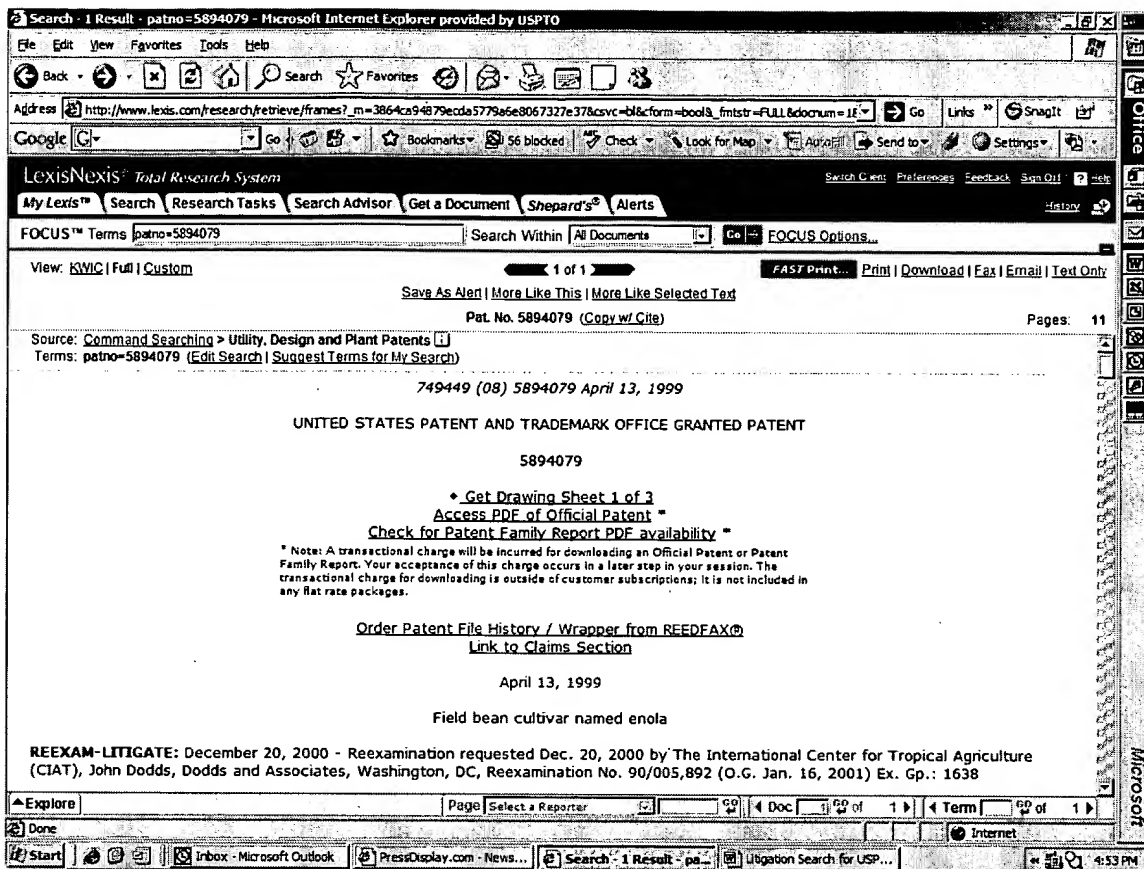 Search - 1 Result - patno=5894079 - Microsoft Internet Explorer provided by USPTO
File Edit View Favorites Tools Help
Back Search Favorites
Address http://www.lexis.com/research/retrieve/frames?_m=3864ca94879ecda5779a6e8067327e37&csvc=bl&cform=bool&_fmtstr=FULL&docnum=1& Go Links » SnagIt
Google G Go Bookmarks 56 blocked Check Look for Map AutoFill Send to Settings
LexisNexis® Total Research System Switch Client Preferences Feedback Sign Off ? Help
My Lexis™ Search Research Tasks Search Advisor Get a Document Shepard's® Alerts History
FOCUS™ Terms patno=5894079 Search Within All Documents Go FOCUS Options...
View: KWIC | Full | Custom 1 of 1 FAST Print... Print | Download | Fax | Email | Text Only
Save As Alert | More Like This | More Like Selected Text
Pat. No. 5894079 (Copy w/ Cite) Pages: 11
Source: Command Searching > Utility, Design and Plant Patents i
Terms: patno=5894079 (Edit Search | Suggest Terms for My Search)
749449 (08) 5894079 April 13, 1999
UNITED STATES PATENT AND TRADEMARK OFFICE GRANTED PATENT
5894079
♦ Get Drawing Sheet 1 of 3
Access PDF of Official Patent *
Check for Patent Family Report PDF availability *
* Note: A transactional charge will be incurred for downloading an Official Patent or Patent
Family Report. Your acceptance of this charge occurs in a later step in your session. The
transactional charge for downloading is outside of customer subscriptions; it is not included in
any flat rate packages.
Order Patent File History / Wrapper from REEDFAX®
Link to Claims Section
April 13, 1999
Field bean cultivar named enola
REEXAM-LITIGATE: December 20, 2000 - Reexamination requested Dec. 20, 2000 by The International Center for Tropical Agriculture
(CIAT), John Dodds, Dodds and Associates, Washington, DC, Reexamination No. 90/005,892 (O.G. Jan. 16, 2001) Ex. Gp.: 1638
Explore Page Select a Reporter GO Doc 1 GO of 1 Term GO of 1
Done Internet
Start Inbox - Microsoft Outlook PressDisplay.com - News... Search - 1 Result - pa... Litigation Search for USP... « 4:53 PM
Office
Microsoft